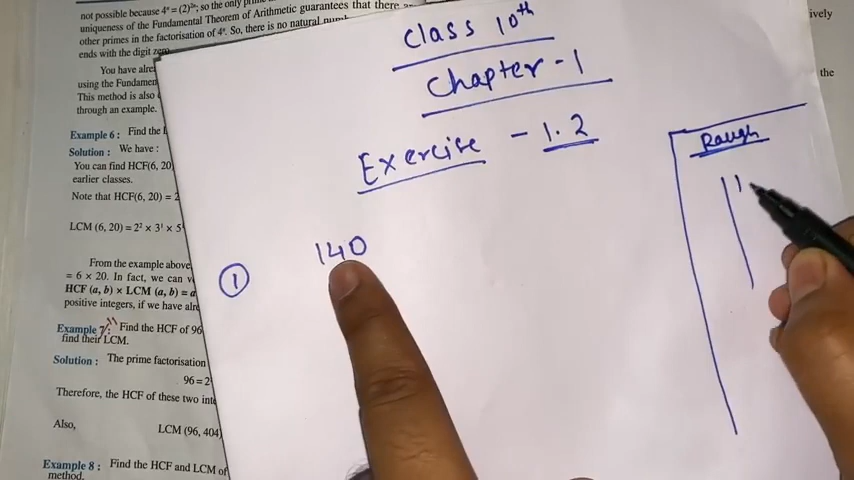 not possible because 4ⁿ = (2)²ⁿ; so the only
uniqueness of the Fundamental Theorem of Arithmetic guarantees that there
other primes in the factorisation of 4ⁿ. So, there is no natural
ends with the digit zero.
You have
using the
This method is also
through an example.
Example 6 : Find the
Solution : We have :
You can find HCF(6, 20)
earlier classes.
Note that HCF(6, 20) = 2
LCM (6, 20) = 2² × 3¹ × 5
From the example above
= 6 × 20. In fact, we can
HCF (a, b) × LCM (a, b) = a
positive integers, if we have
Example 7 : Find the HCF of 96
find their LCM.
Solution : The prime factorisation
96 = 2
Therefore, the HCF of these two
Also,
LCM (96, 404)
Example 8 : Find the HCF and LCM of
method.
ively
the
Class 10th
Chapter - 1
Exercise - 1.2
Rough
1
1 140